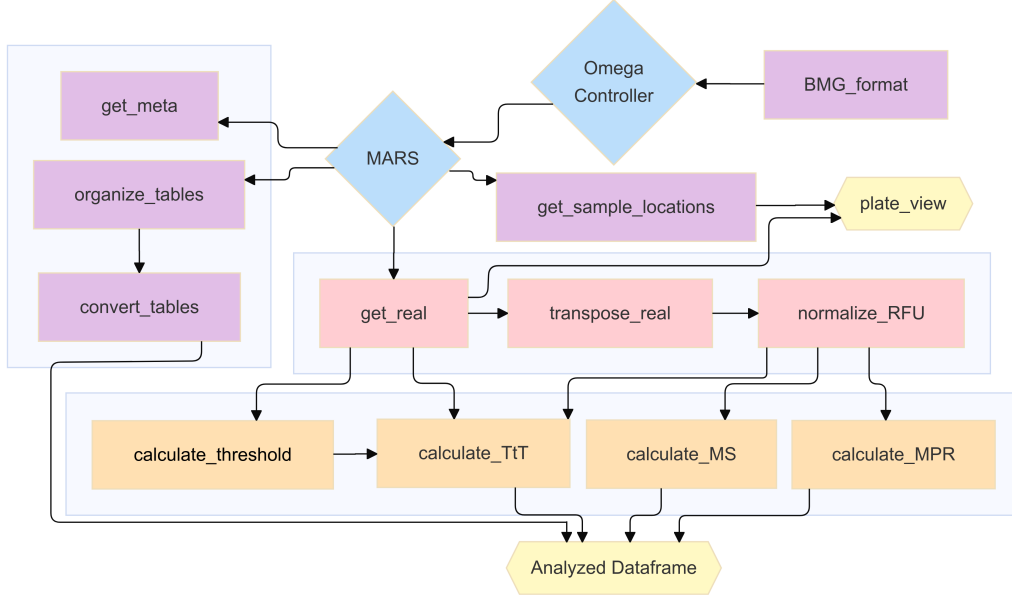 Omega
Controller
BMG_format
get_meta
MARS
organize_tables
get_sample_locations
plate_view
convert_tables
get_real
transpose_real
normalize_RFU
calculate_threshold
calculate_TtT
calculate_MS
calculate_MPR
Analyzed Dataframe